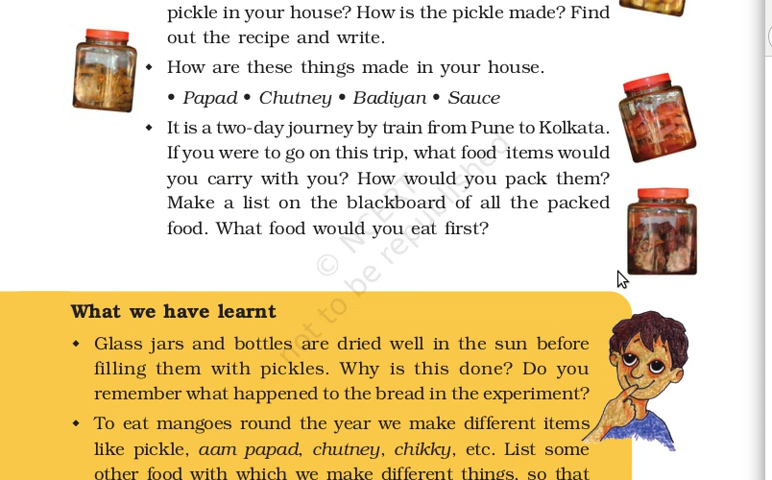 pickle in your house? How is the pickle made? Find
out the recipe and write.
◆ How are these things made in your house.
• Papad • Chutney • Badiyan • Sauce
◆ It is a two-day journey by train from Pune to Kolkata.
If you were to go on this trip, what food items would
you carry with you? How would you pack them?
Make a list on the blackboard of all the packed
food. What food would you eat first?
© NCERT
not to be republished
What we have learnt
◆ Glass jars and bottles are dried well in the sun before
filling them with pickles. Why is this done? Do you
remember what happened to the bread in the experiment?
◆ To eat mangoes round the year we make different items
like pickle, aam papad, chutney, chikky, etc. List some
other food with which we make different things, so that